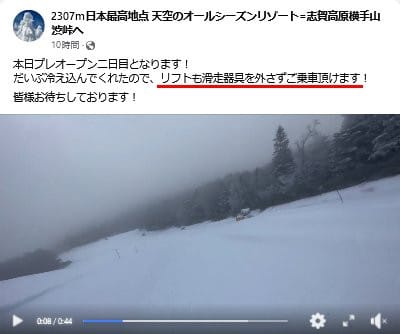 2307m日本最高地点 天空のオールシーズンリゾート=志賀高原横手山
渋峠へ
10時間
本日プレオープン二日目となります！
だいぶ冷え込んでくれたので、リフトも滑走器具を外さずご乗車頂けます！
皆様お待ちしております！
0:08 / 0:44